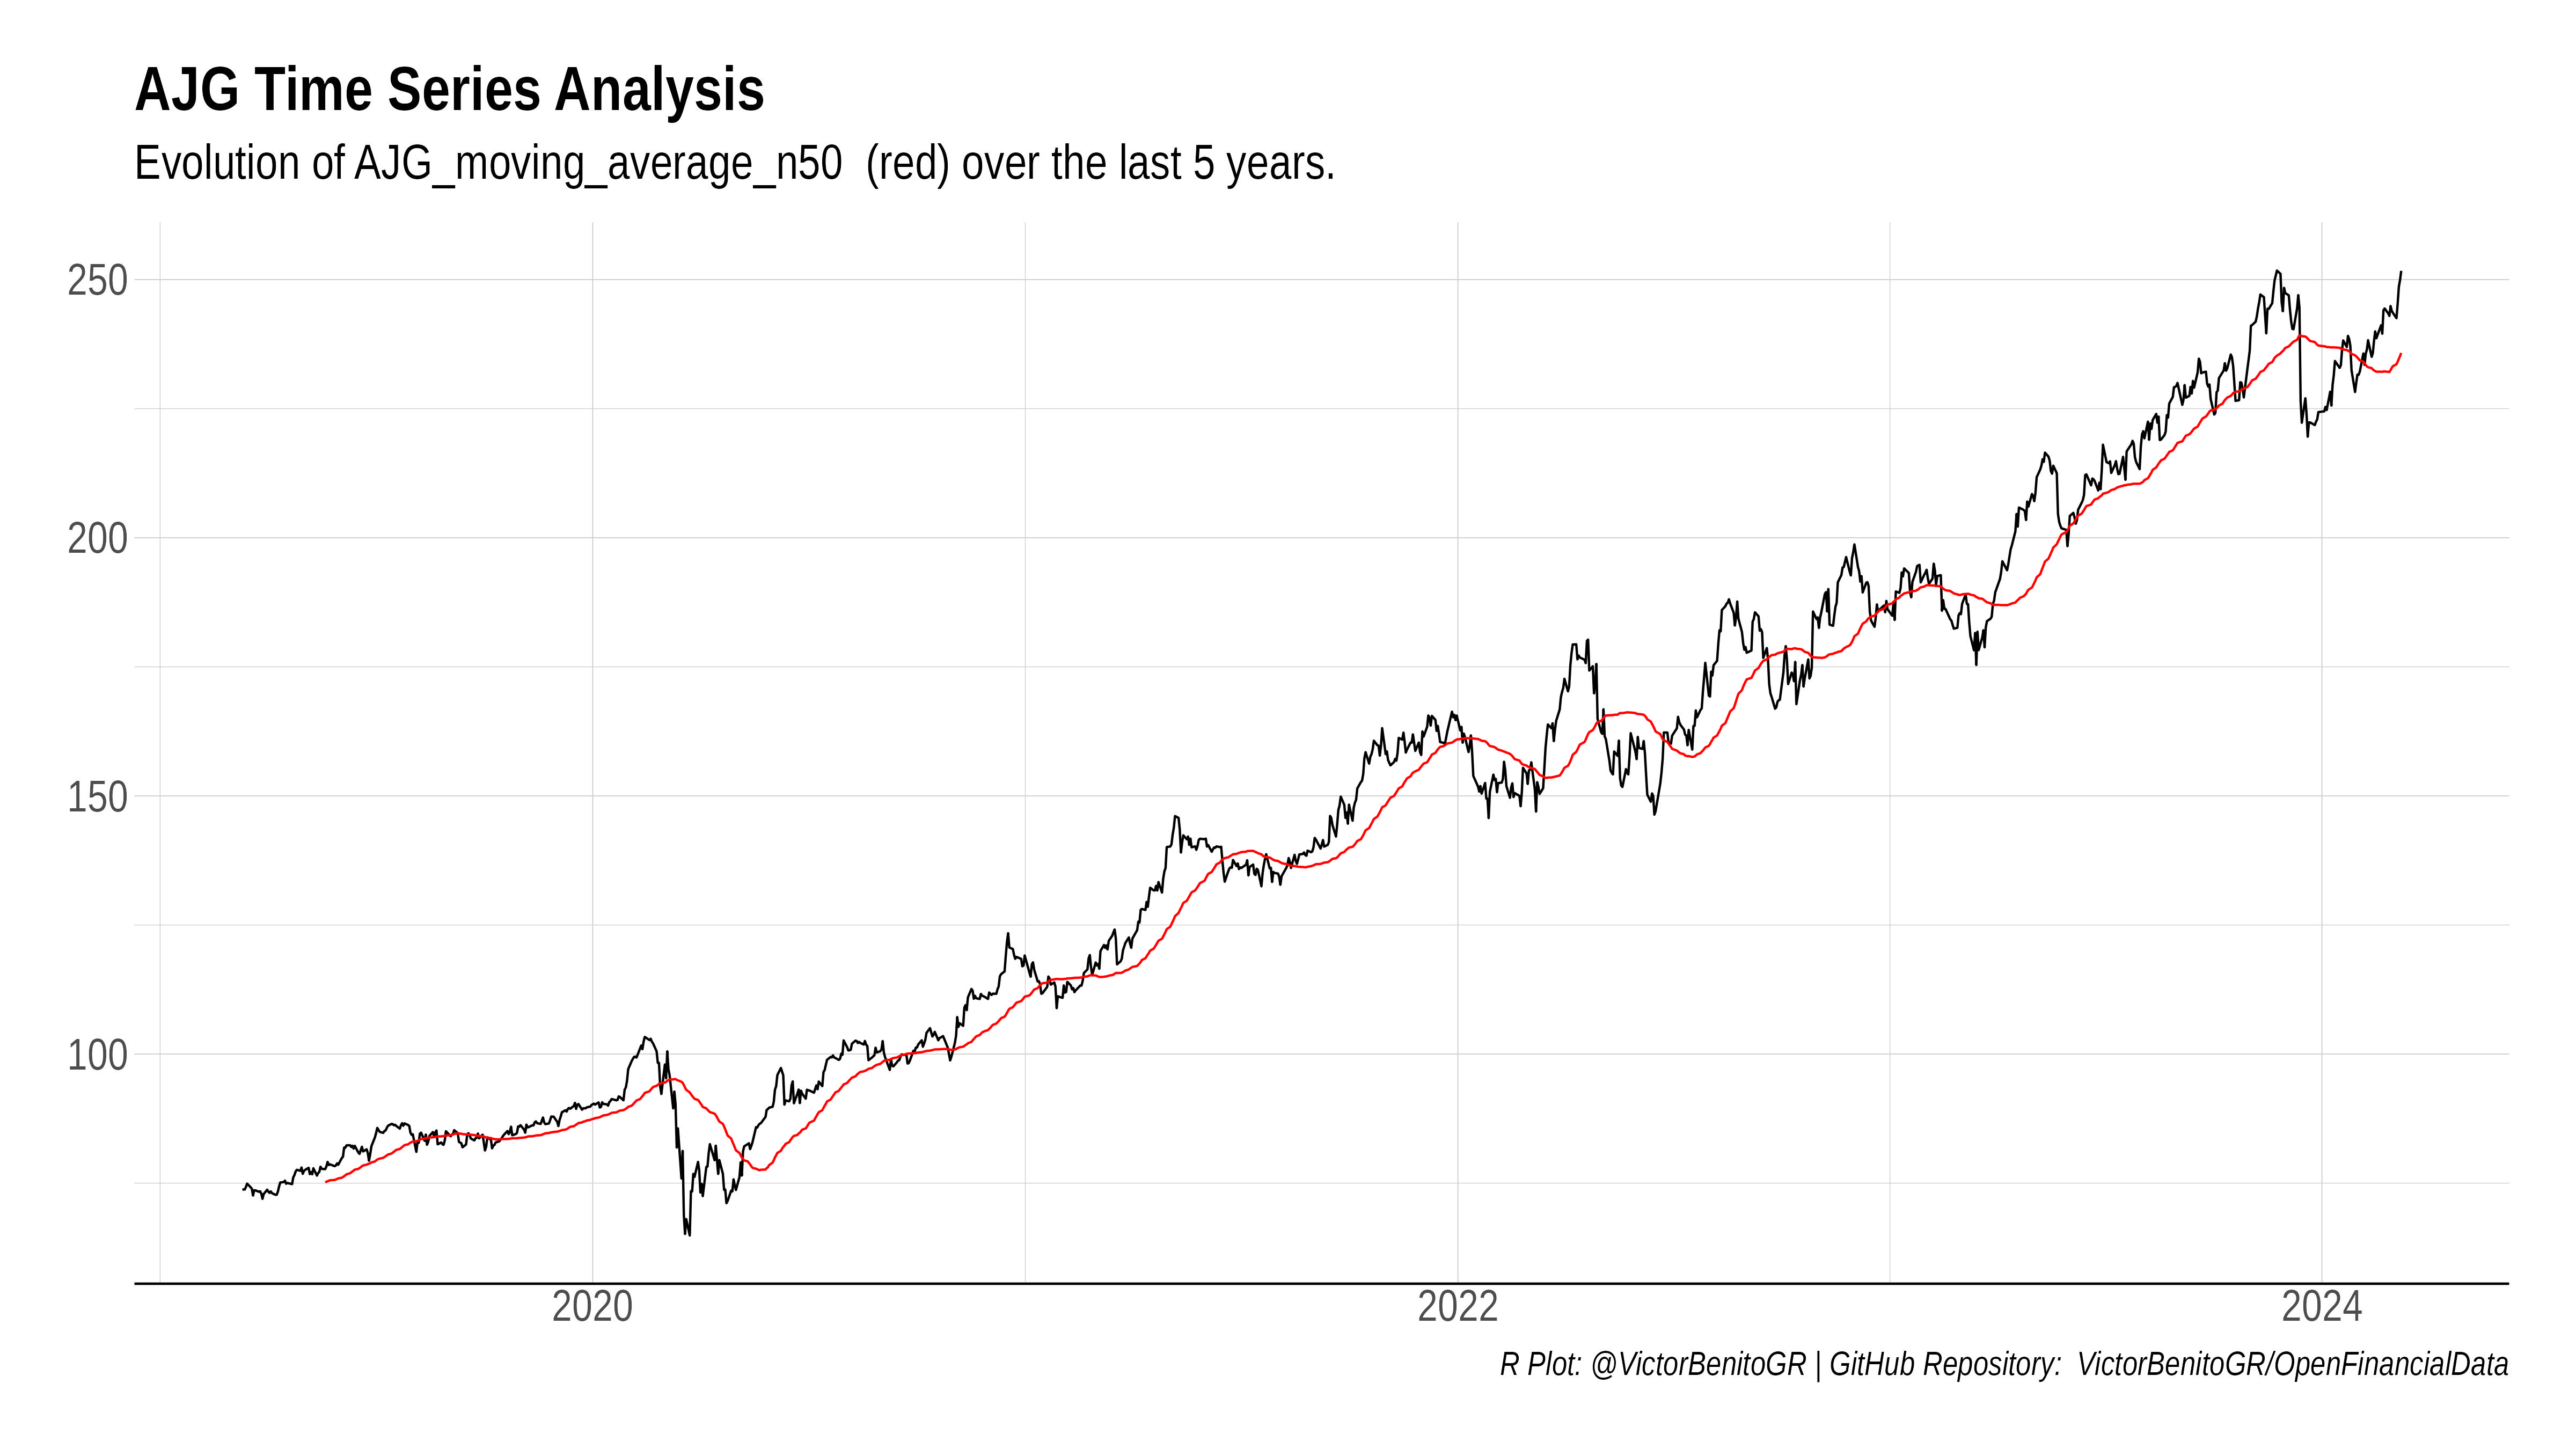 AJG Time Series Analysis
Evolution of AJG_moving_average_n50  (red) over the last 5 years.
250
200
150
100
2020 2022 2024
R Plot: @VictorBenitoGR | GitHub Repository:  VictorBenitoGR/OpenFinancialData